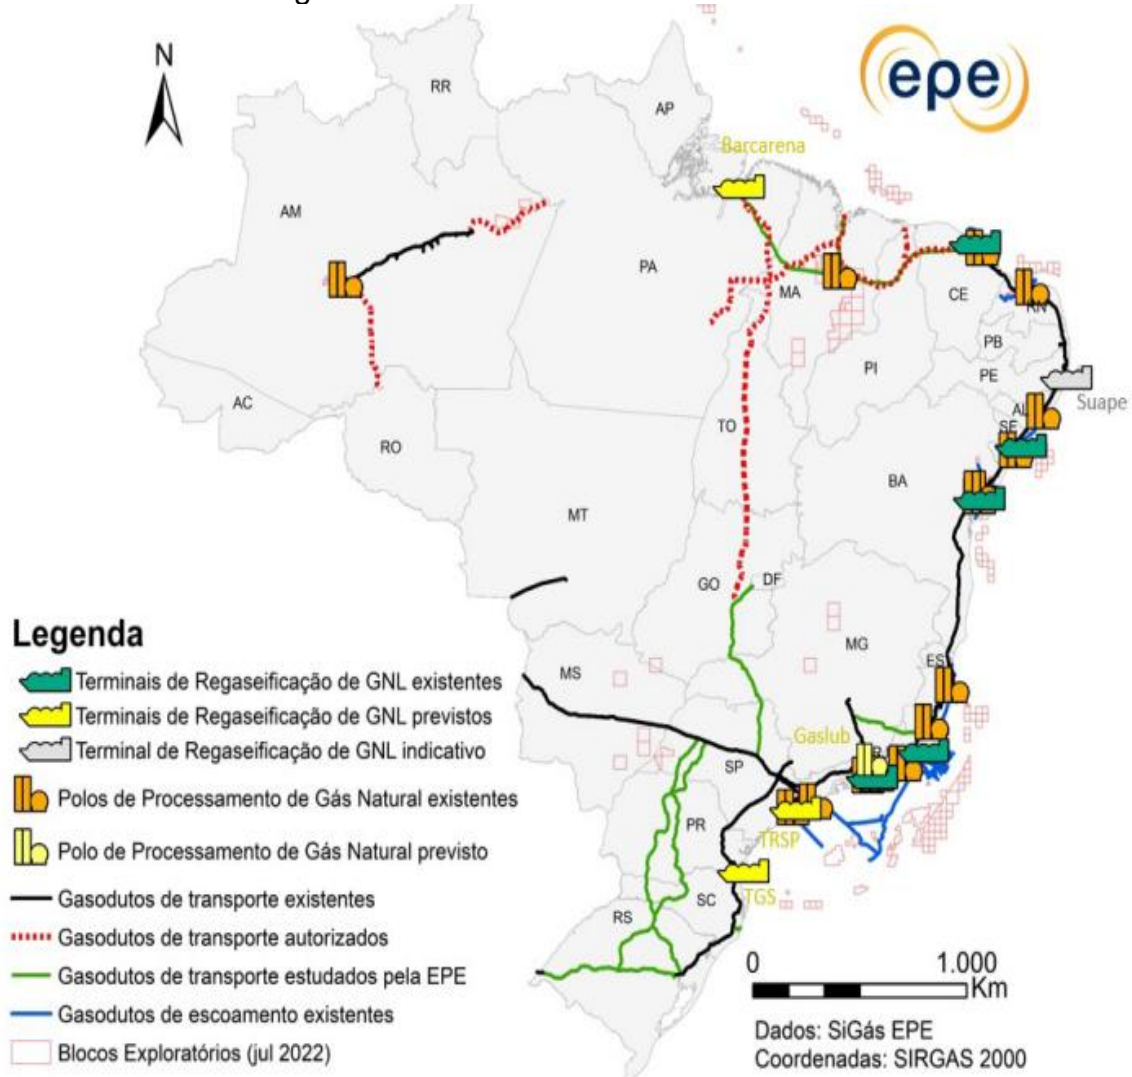 N
epe
RR
AP
Barcarena
AM
PA
MA
CE
RN
PB
PE
PI
Suape
AL
SE
AC
RO
TO
BA
MT
GO
DF
MG
ES
MS
Gaslub
SP
TRSP
PR
TGS
SC
RS
Legenda
Terminais de Regaseificação de GNL existentes
Terminais de Regaseificação de GNL previstos
Terminal de Regaseificação de GNL indicativo
Polos de Processamento de Gás Natural existentes
Polo de Processamento de Gás Natural previsto
Gasodutos de transporte existentes
Gasodutos de transporte autorizados
Gasodutos de transporte estudados pela EPE
Gasodutos de escoamento existentes
Blocos Exploratórios (jul 2022)
0 1.000
Km
Dados: SiGás EPE
Coordenadas: SIRGAS 2000